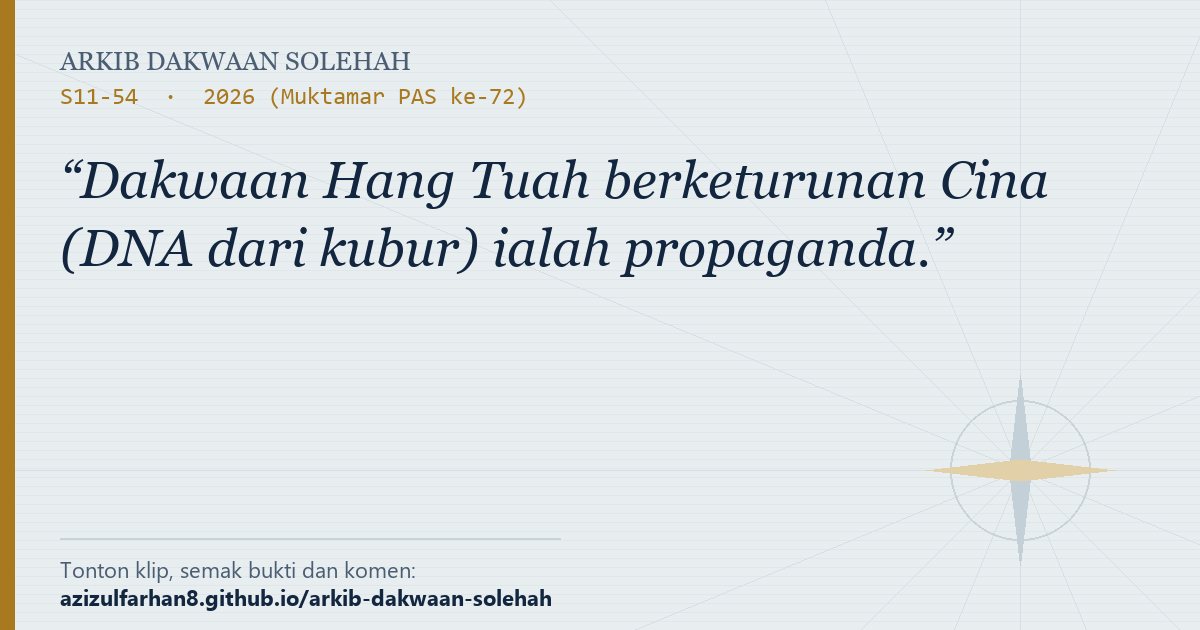 ARKIB DAKWAAN SOLEHAH
S11-54 · 2026 (Muktamar PAS ke-72)
“Dakwaan Hang Tuah berketurunan Cina
(DNA dari kubur) ialah propaganda.”
Tonton klip, semak bukti dan komen:
azizulfarhan8.github.io/arkib-dakwaan-solehah